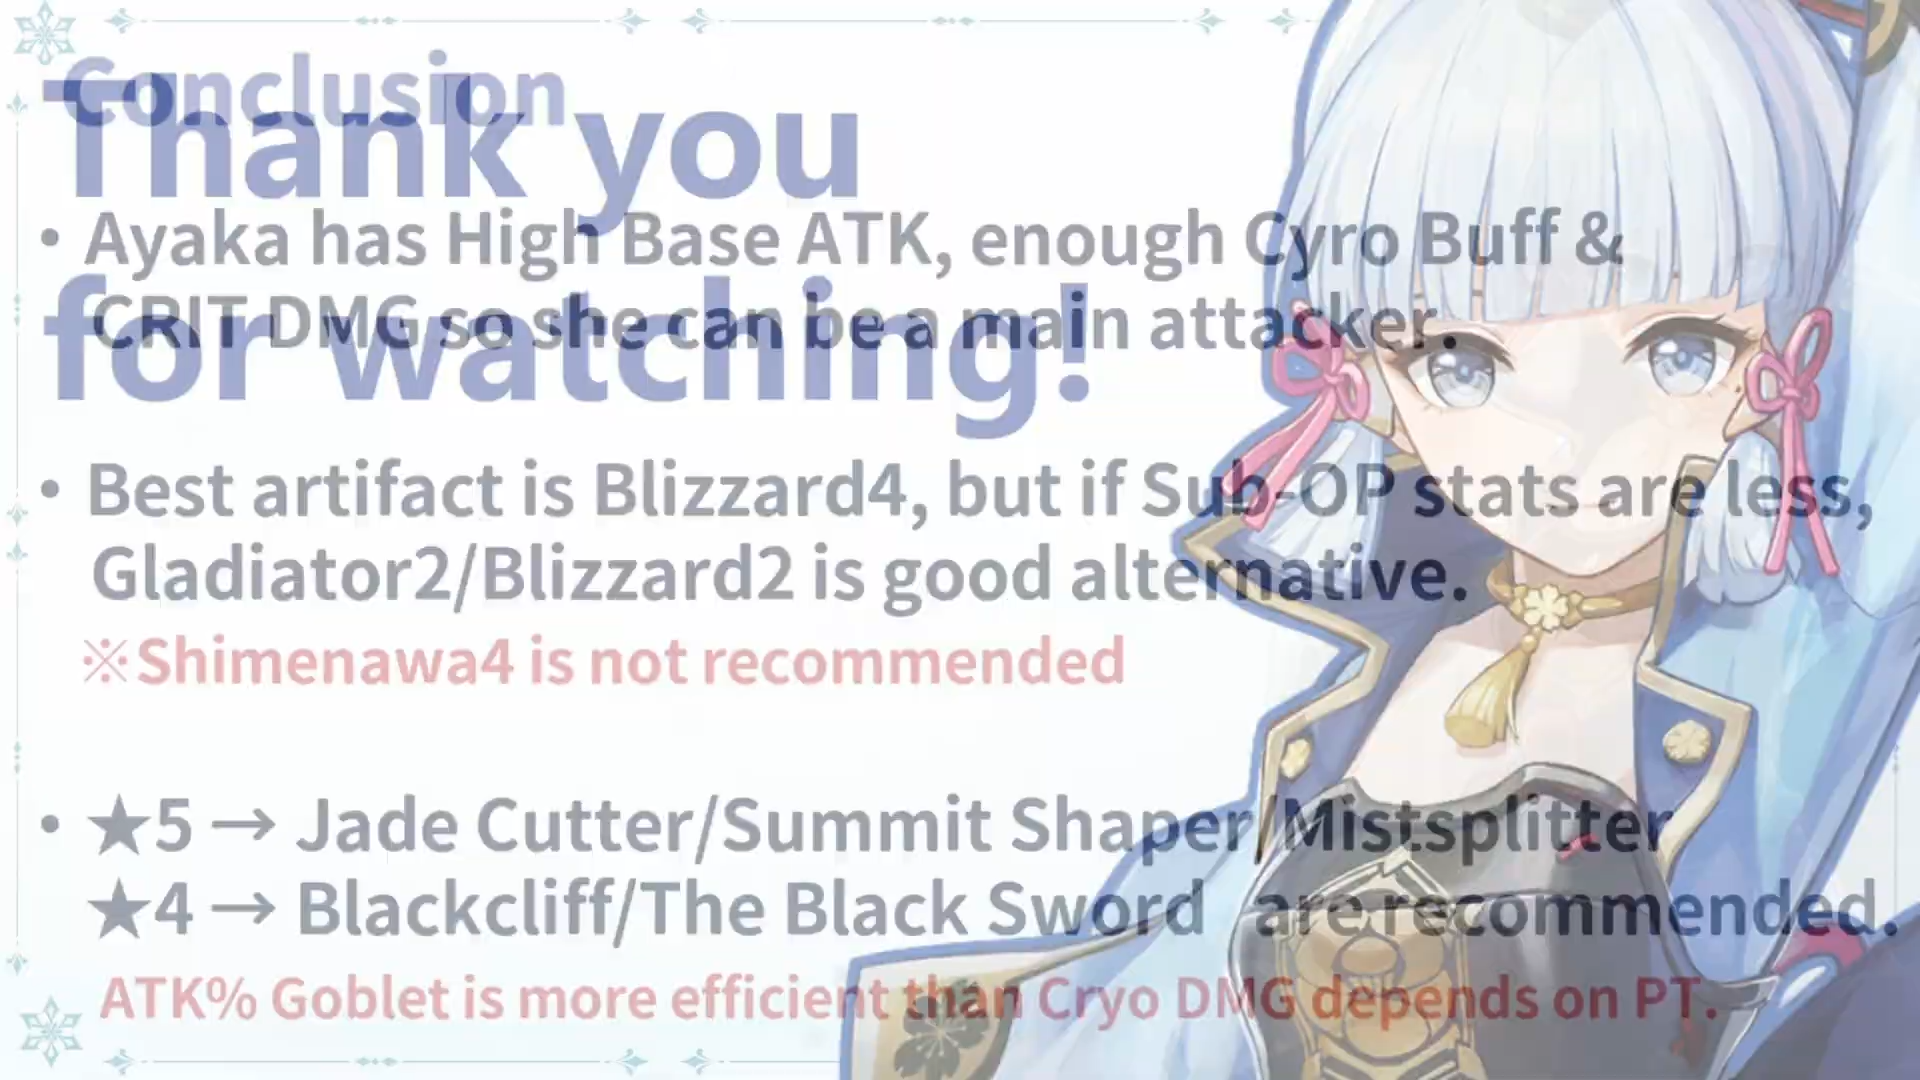 Conclusion
Thank you
for watching!
• Ayaka has High Base ATK, enough Cyro Buff &
CRIT DMG so she can be a main attacker.
• Best artifact is Blizzard4, but if Sub-OP stats are less,
Gladiator2/Blizzard2 is good alternative.
※Shimenawa4 is not recommended
• ★5 → Jade Cutter/Summit Shaper/Mistsplitter
★4 → Blackcliff/The Black Sword are recommended.
ATK% Goblet is more efficient than Cryo DMG depends on PT.